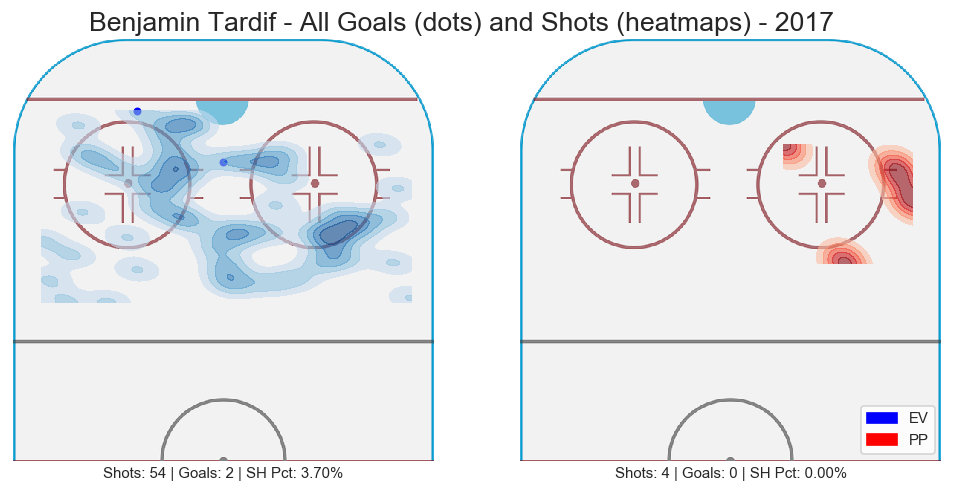 Benjamin Tardif - All Goals (dots) and Shots (heatmaps) - 2017
EV
PP
Shots: 54 | Goals: 2 | SH Pct: 3.70%
Shots: 4 | Goals: 0 | SH Pct: 0.00%